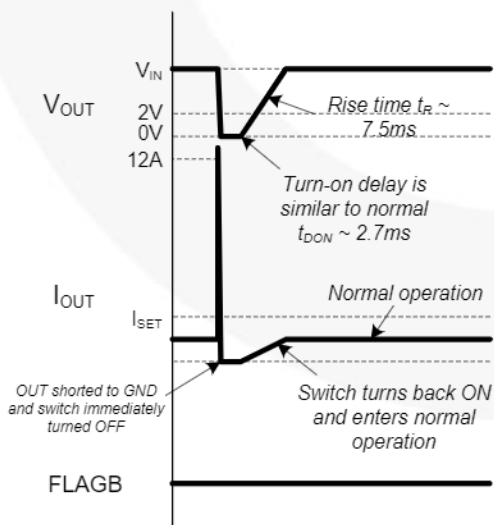 VIN
VOUT
2V
0V
Rise time tR ~
7.5ms
12A
Turn-on delay is
similar to normal
tDON ~ 2.7ms
IOUT
Normal operation
ISET
OUT shorted to GND
and switch immediately
turned OFF
Switch turns back ON
and enters normal
operation
FLAGB